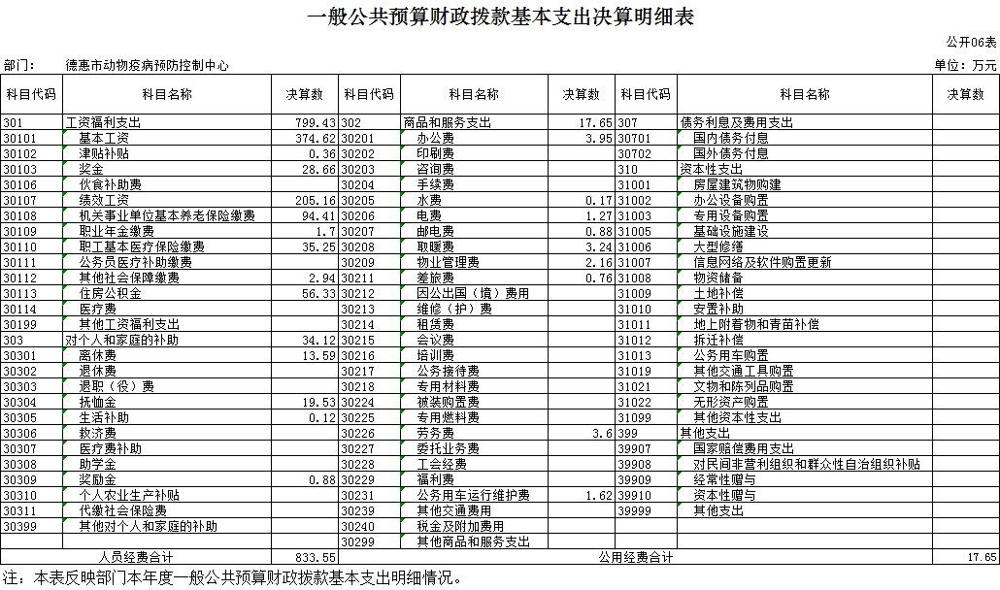 一般公共预算财政拨款基本支出决算明细表
公开06表
部门： 德惠市动物疫病预防控制中心 单位：万元
科目代码 科目名称 决算数 科目代码 科目名称 决算数 科目代码 科目名称 决算数
301 工资福利支出 799.43 302 商品和服务支出 17.65 307 债务利息及费用支出
30101 基本工资 374.62 30201 办公费 3.95 30701 国内债务付息
30102 津贴补贴 0.36 30202 印刷费 30702 国外债务付息
30103 奖金 28.66 30203 咨询费 310 资本性支出
30106 伙食补助费 30204 手续费 31001 房屋建筑物购建
30107 绩效工资 205.16 30205 水费 0.17 31002 办公设备购置
30108 机关事业单位基本养老保险缴费 94.41 30206 电费 1.27 31003 专用设备购置
30109 职业年金缴费 1.7 30207 邮电费 0.88 31005 基础设施建设
30110 职工基本医疗保险缴费 35.25 30208 取暖费 3.24 31006 大型修缮
30111 公务员医疗补助缴费 30209 物业管理费 2.16 31007 信息网络及软件购置更新
30112 其他社会保障缴费 2.94 30211 差旅费 0.76 31008 物资储备
30113 住房公积金 56.33 30212 因公出国（境）费用 31009 土地补偿
30114 医疗费 30213 维修（护）费 31010 安置补助
30199 其他工资福利支出 30214 租赁费 31011 地上附着物和青苗补偿
303 对个人和家庭的补助 34.12 30215 会议费 31012 拆迁补偿
30301 离休费 13.59 30216 培训费 31013 公务用车购置
30302 退休费 30217 公务接待费 31019 其他交通工具购置
30303 退职（役）费 30218 专用材料费 31021 文物和陈列品购置
30304 抚恤金 19.53 30224 被装购置费 31022 无形资产购置
30305 生活补助 0.12 30225 专用燃料费 31099 其他资本性支出
30306 救济费 30226 劳务费 3.6 399 其他支出
30307 医疗费补助 30227 委托业务费 39907 国家赔偿费用支出
30308 助学金 30228 工会经费 39908 对民间非营利组织和群众性自治组织补贴
30309 奖励金 0.88 30229 福利费 39909 经常性赠与
30310 个人农业生产补贴 30231 公务用车运行维护费 1.62 39910 资本性赠与
30311 代缴社会保险费 30239 其他交通费用 39999 其他支出
30399 其他对个人和家庭的补助 30240 税金及附加费用
30299 其他商品和服务支出
人员经费合计 833.55 公用经费合计 17.65
注：本表反映部门本年度一般公共预算财政拨款基本支出明细情况。